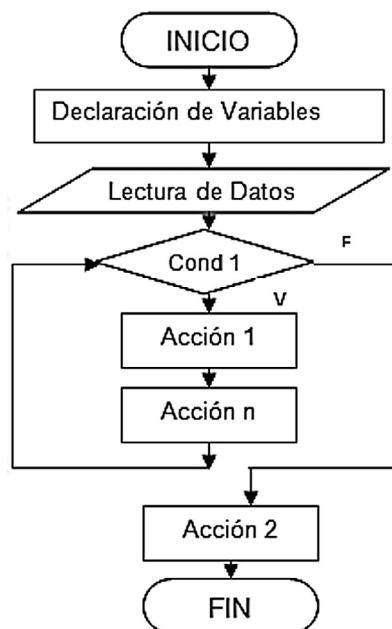 INICIO
Declaración de Variables
Lectura de Datos
Cond 1
F
V
Acción 1
Acción n
Acción 2
FIN